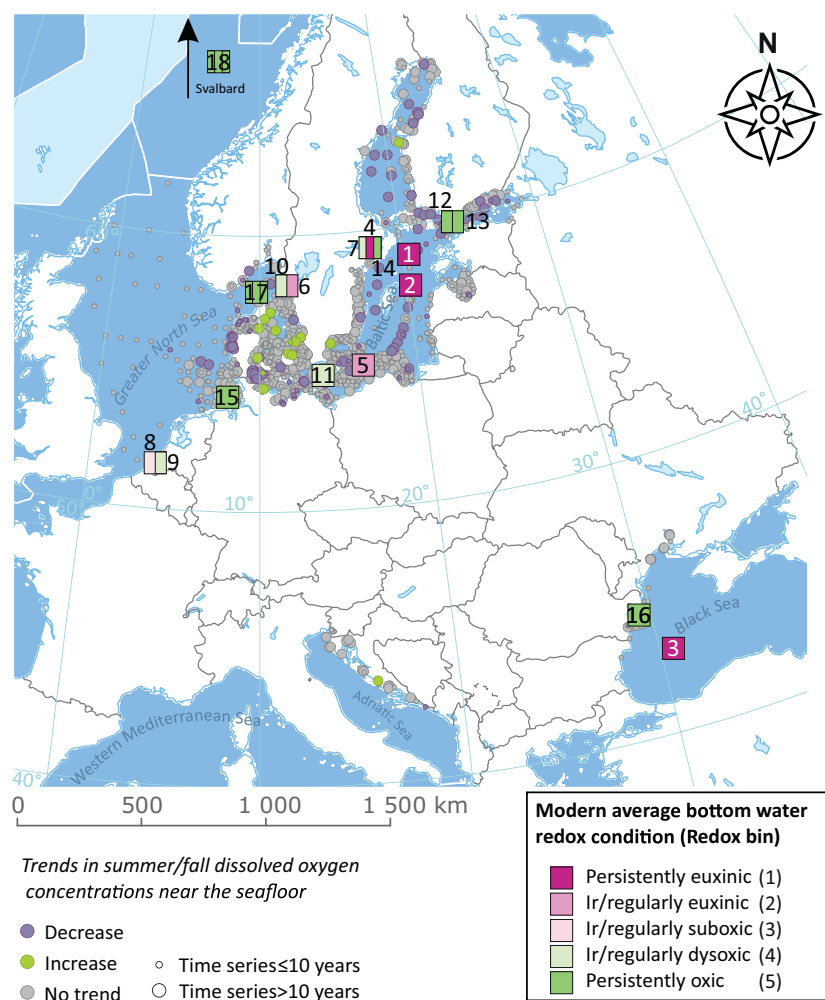 18
Svalbard
N
12
13
4
7
14
1
2
10
6
17
Greater North Sea
Baltic Sea
5
11
15
8
9
0°
50°
10°
20°
30°
40°
16
Black Sea
3
Adriatic Sea
Western Mediterranean Sea
40°
0 500 1 000 1 500 km
Trends in summer/fall dissolved oxygen
concentrations near the seafloor
Decrease
Increase
No trend
Time series≤10 years
Time series>10 years
Modern average bottom water
redox condition (Redox bin)
Persistently euxinic (1)
Ir/regularly euxinic (2)
Ir/regularly suboxic (3)
Ir/regularly dysoxic (4)
Persistently oxic (5)